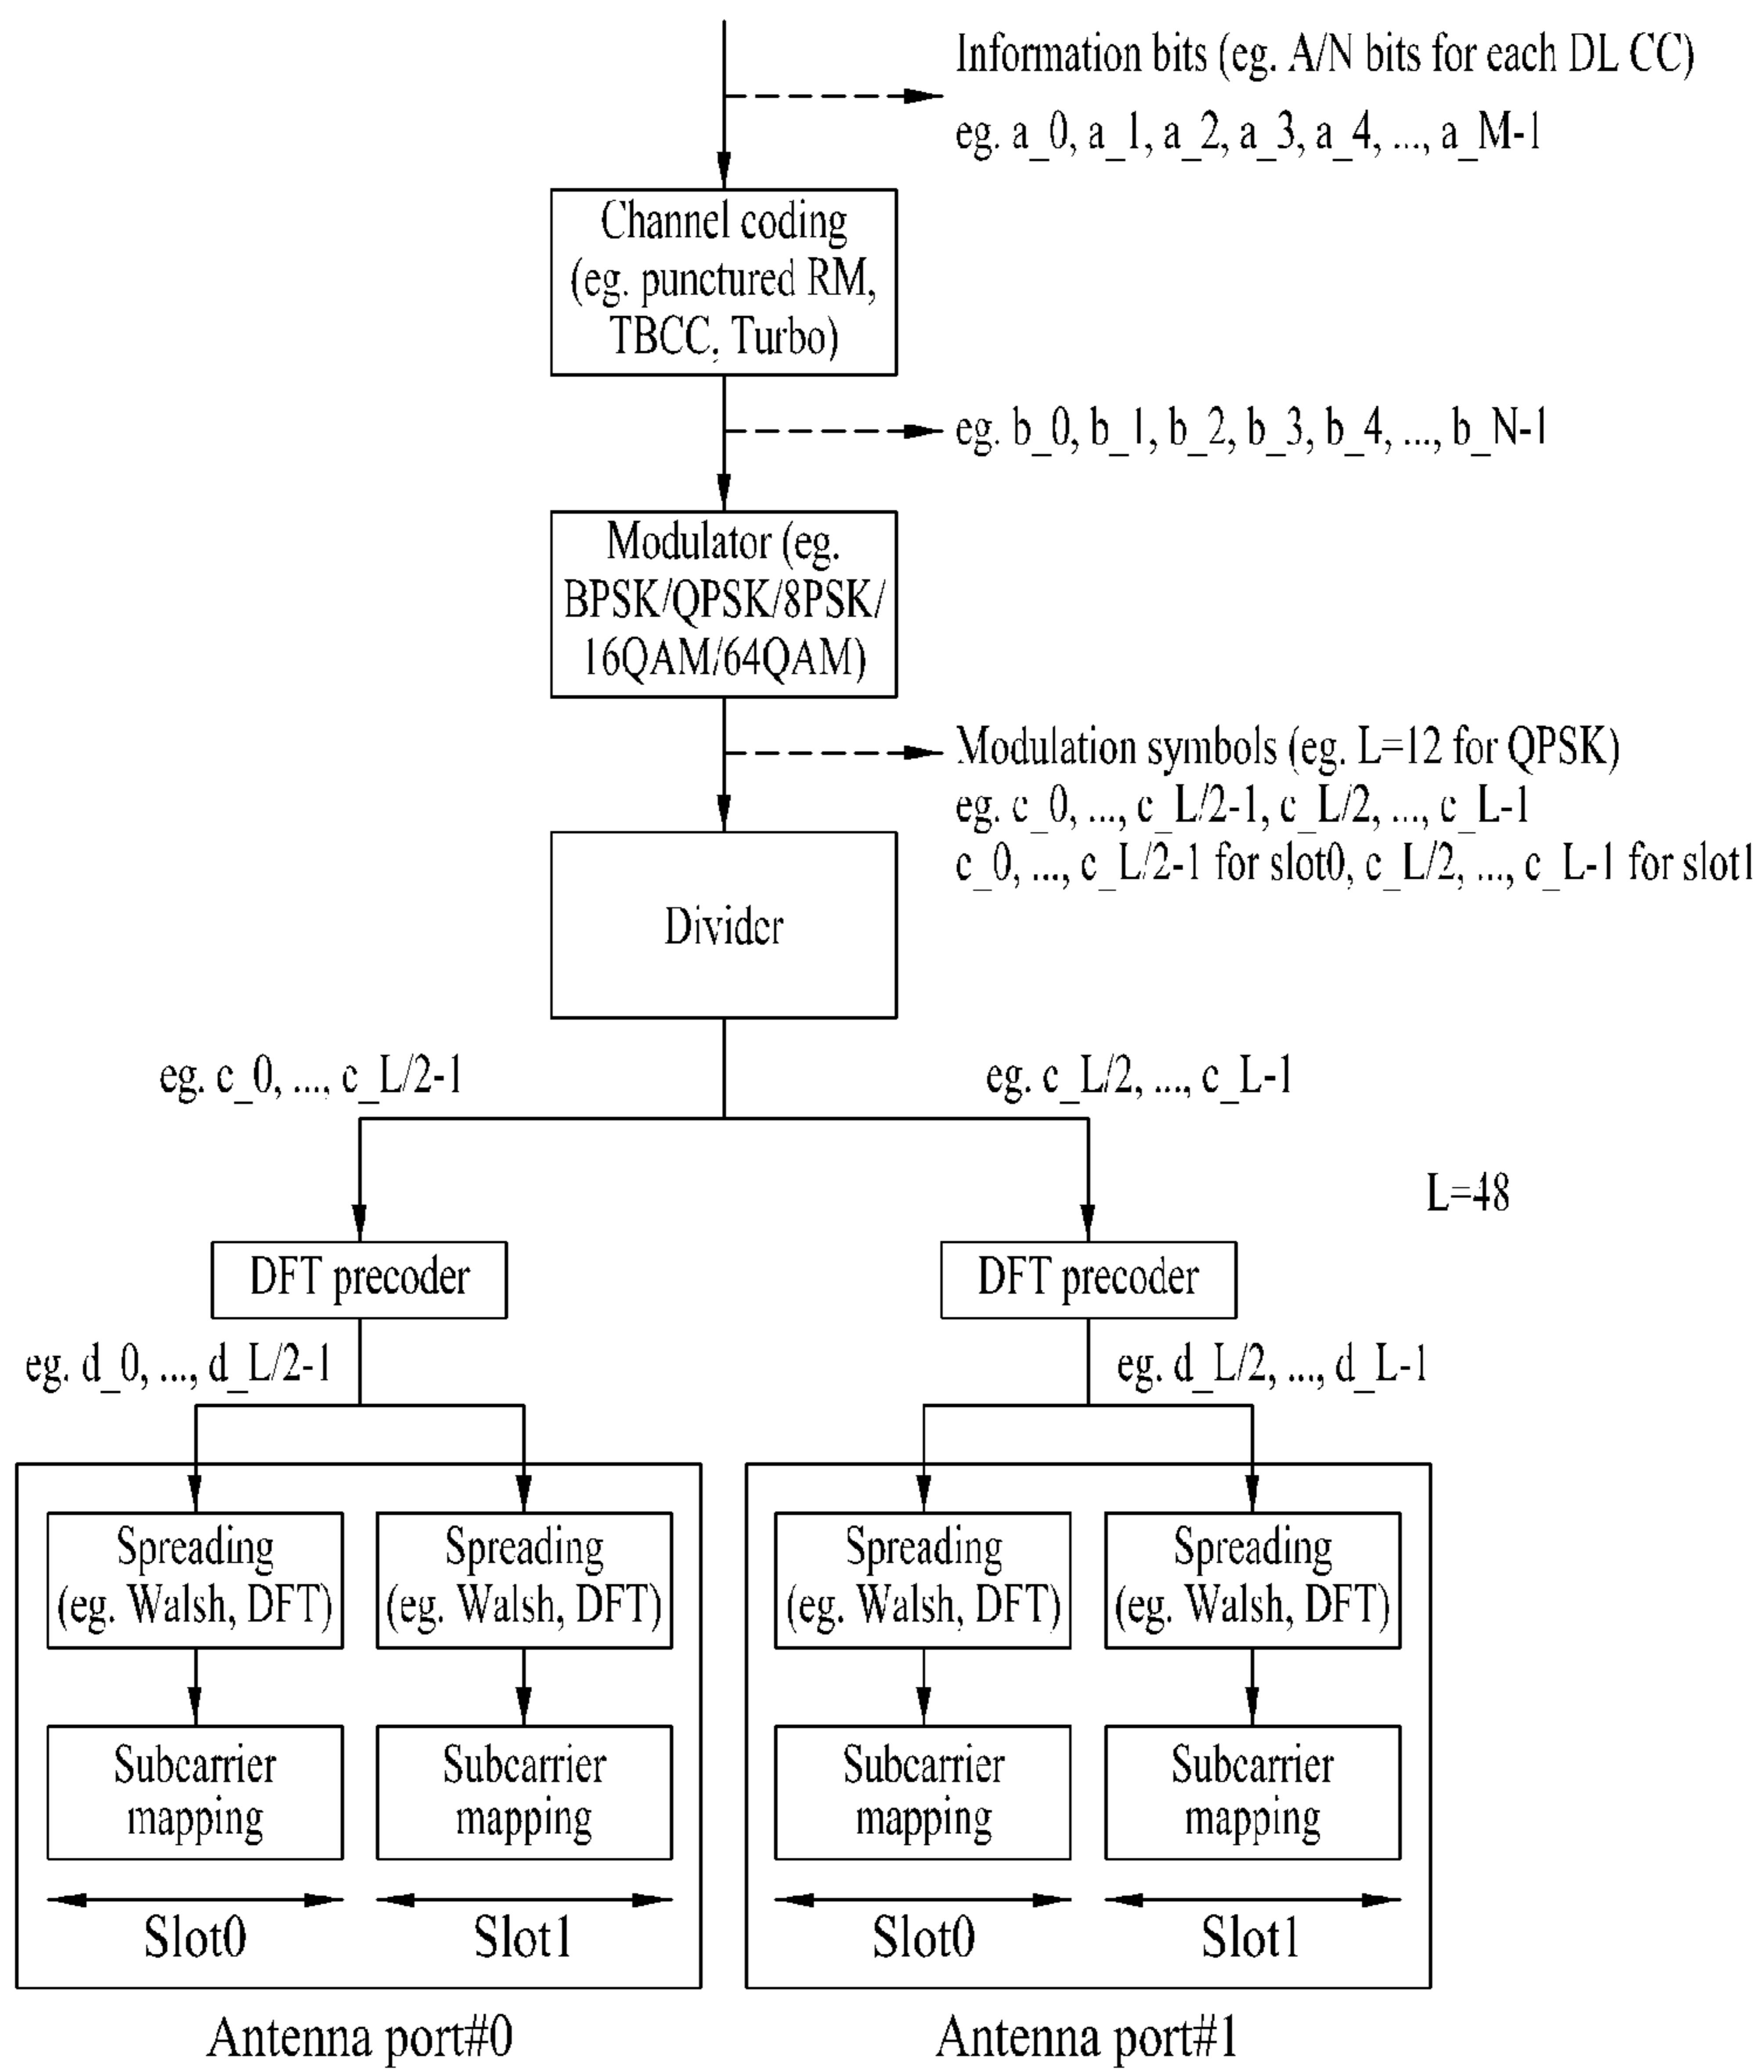 Information bits (eg. A/N bits for each DL CC)
eg. a_0, a_1, a_2, a_3, a_4, ..., a_M-1
Channel coding
(eg. punctured RM,
TBCC, Turbo)
eg. b_0, b_1, b_2, b_3, b_4, ..., b_N-1
Modulator (eg.
BPSK/QPSK/8PSK/
16QAM/64QAM)
Modulation symbols (eg. L=12 for QPSK)
eg. c_0, ..., c_L/2-1, c_L/2, ..., c_L-1
c_0, ..., c_L/2-1 for slot0, c_L/2, ..., c_L-1 for slot1
Divider
eg. c_0, ..., c_L/2-1
eg. c_L/2, ..., c_L-1
L=48
DFT precoder
DFT precoder
eg. d_0, ..., d_L/2-1
eg. d_L/2, ..., d_L-1
Spreading
(eg. Walsh, DFT)
Spreading
(eg. Walsh, DFT)
Spreading
(eg. Walsh, DFT)
Spreading
(eg. Walsh, DFT)
Subcarrier
mapping
Subcarrier
mapping
Subcarrier
mapping
Subcarrier
mapping
Slot0
Slot1
Slot0
Slot1
Antenna port#0
Antenna port#1